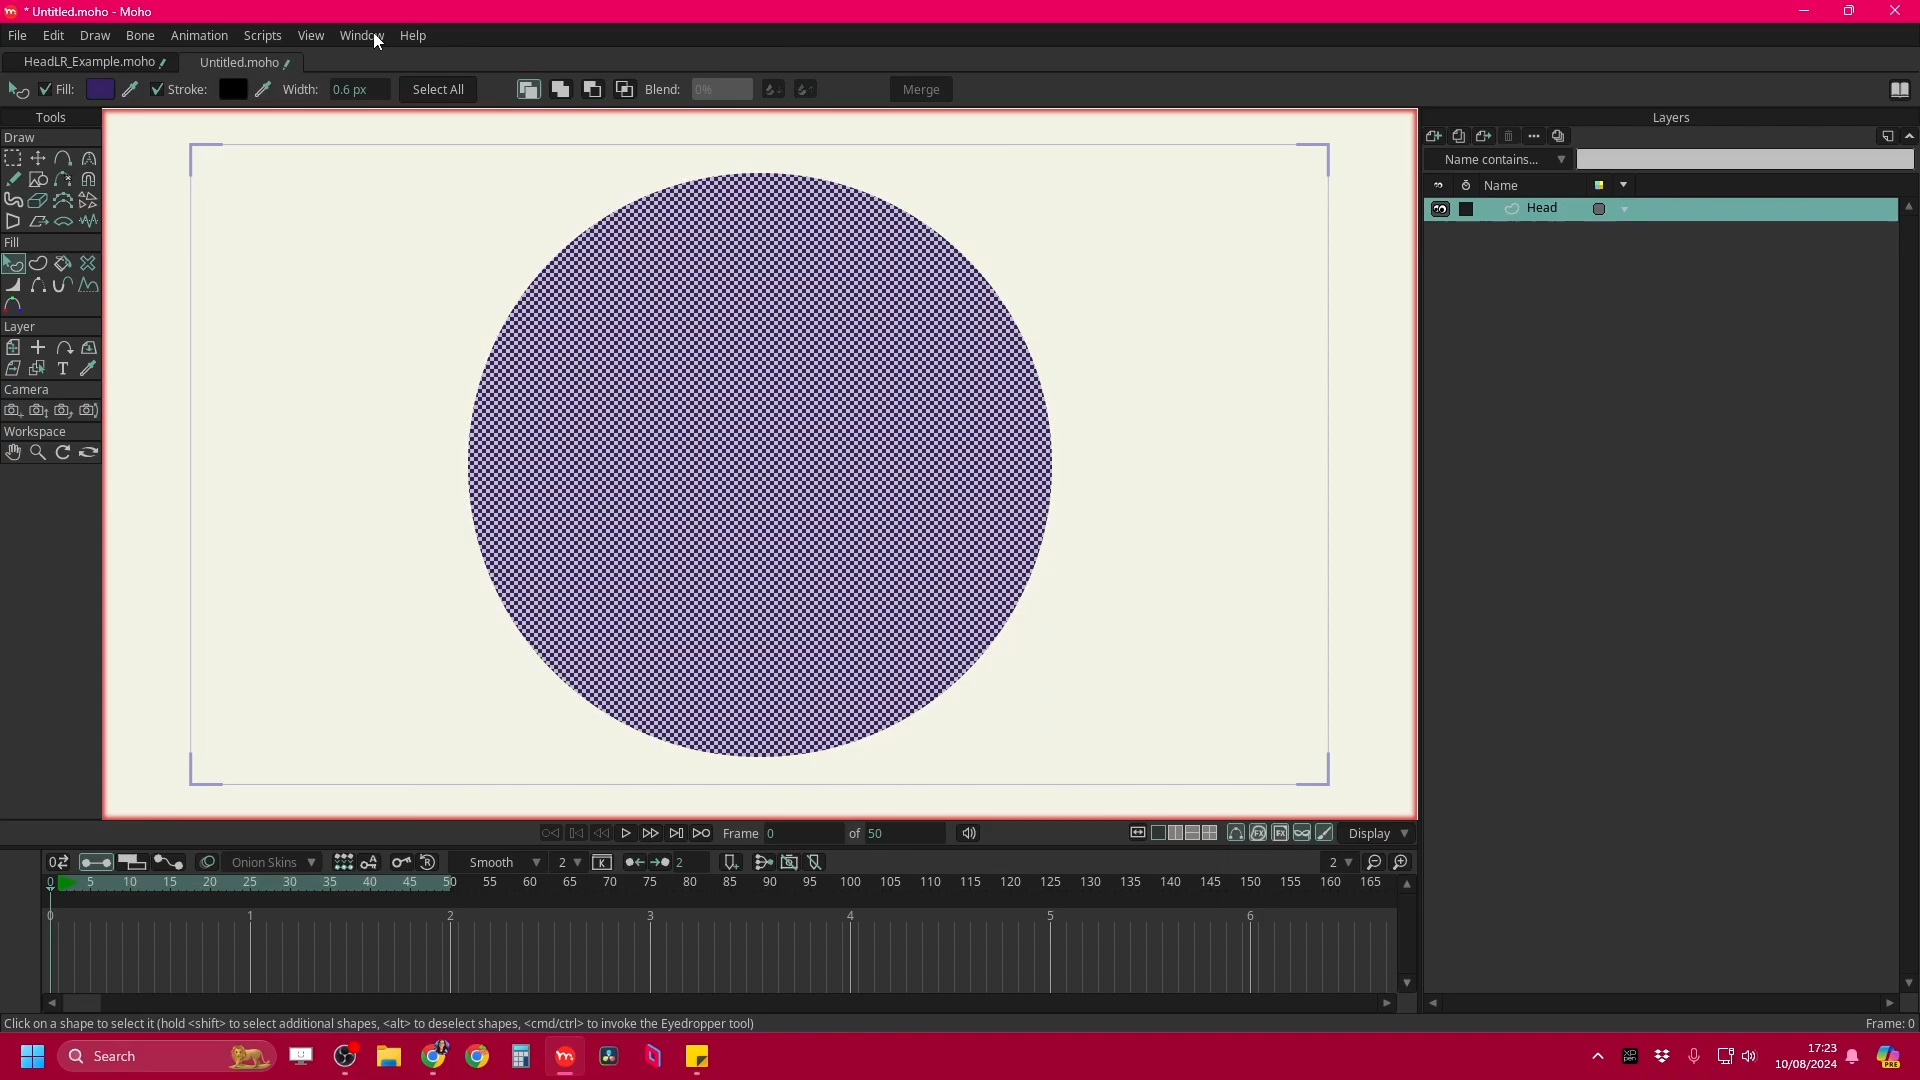 * Untitled.moho - Moho
File Edit Draw Bone Animation Scripts View Window Help
HeadLR_Example.moho Untitled.moho
Fill: Stroke: Width: 0.6 px Select All Blend: 0% Merge
Tools
Draw
Fill
Layer
Camera
Workspace
Layers
Name contains...
Name
Head
Frame 0 of 50 Display
Onion Skins Smooth 2 2 2
0 5 10 15 20 25 30 35 40 45 50 55 60 65 70 75 80 85 90 95 100 105 110 115 120 125 130 135 140 145 150 155 160 165
0 1 2 3 4 5 6
Click on a shape to select it (hold <shift> to select additional shapes, <alt> to deselect shapes, <cmd/ctrl> to invoke the Eyedropper tool) Frame: 0
Search
17:23
10/08/2024